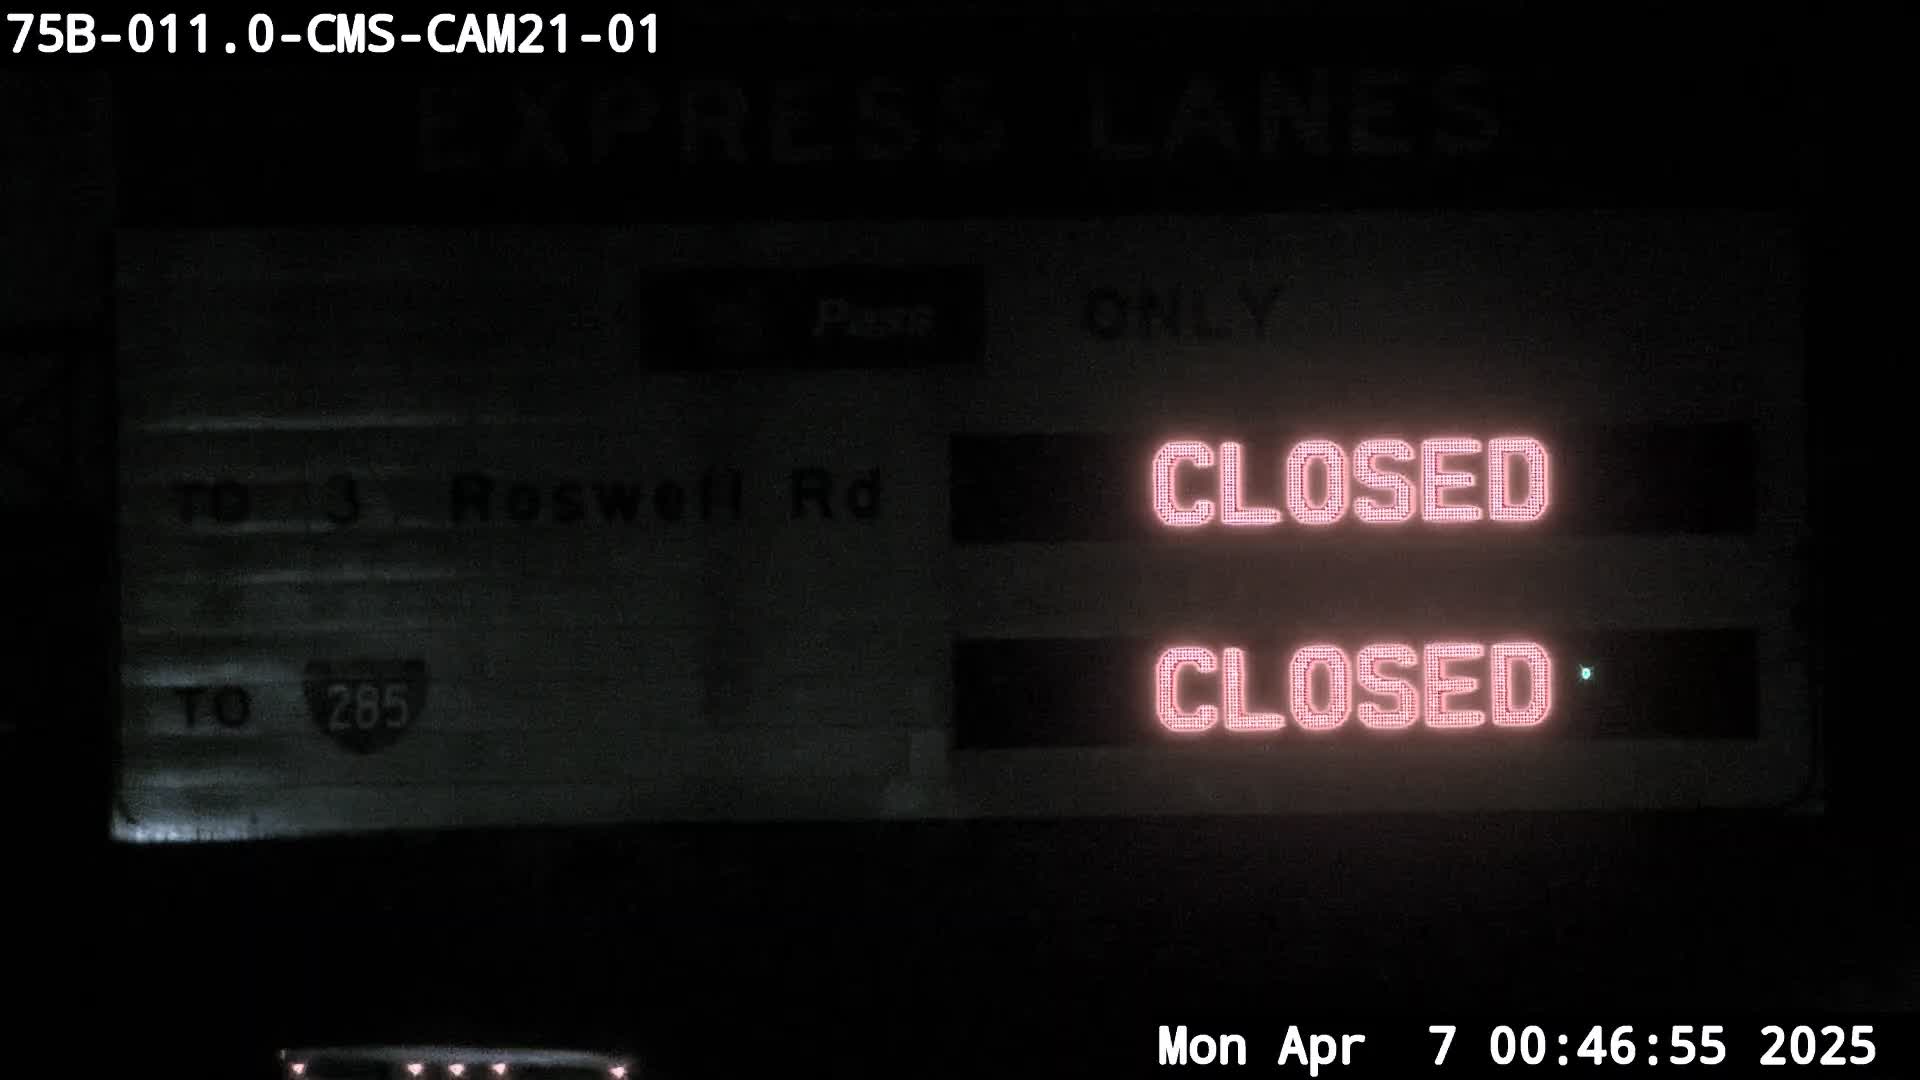 75B-011.0-CMS-CAM21-01
EXPRESS LANES
Pass ONLY
TO 3 Roswell Rd CLOSED
TO 285 CLOSED
Mon Apr 7 00:46:55 2025